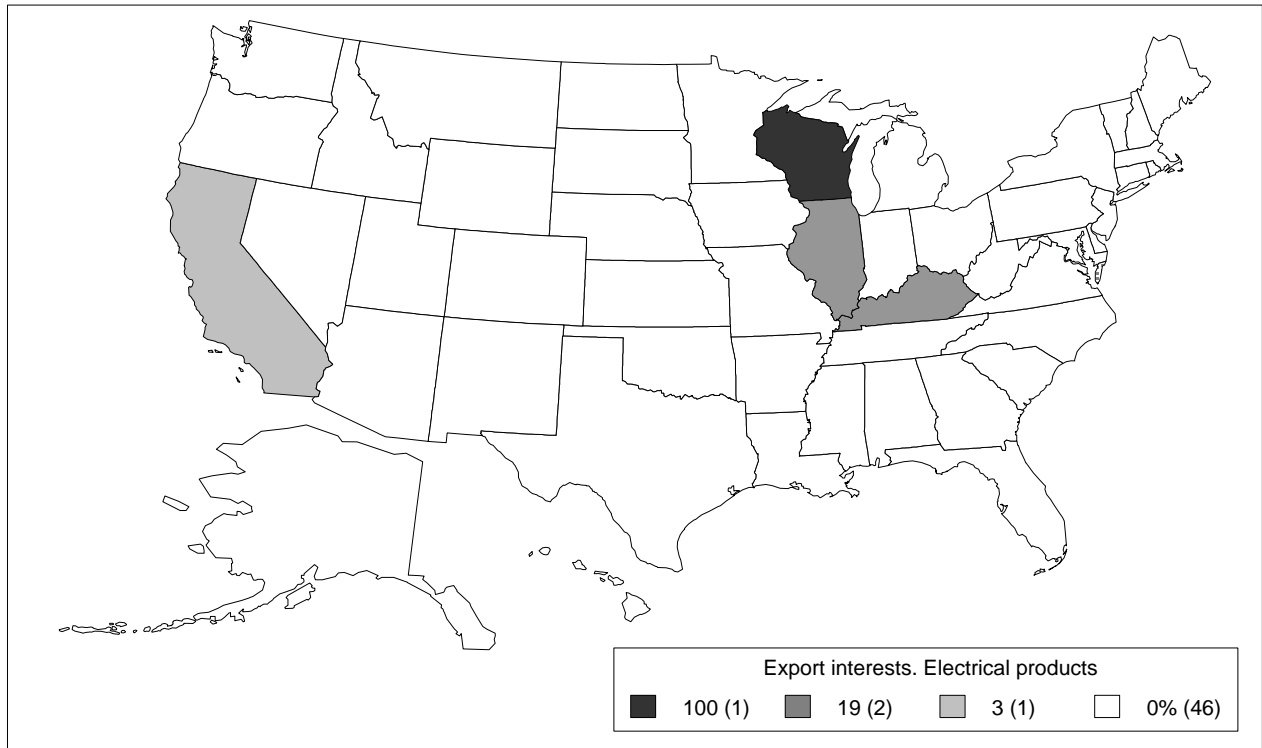 Export interests. Electrical products
100 (1) 19 (2) 3 (1) 0% (46)